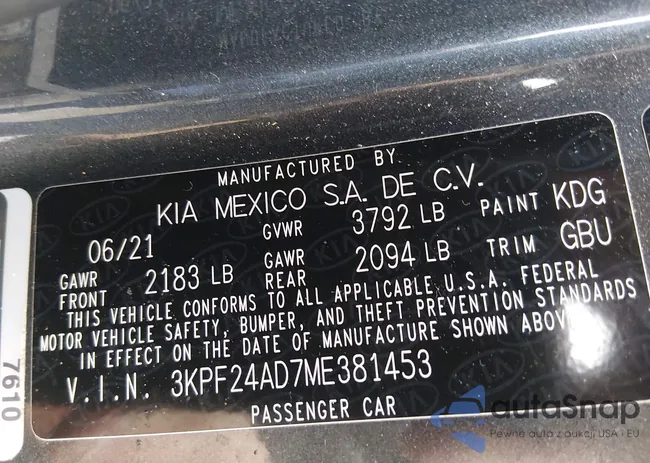 MANUFACTURED BY
KIA MEXICO S.A. DE C.V.
06/21 GVWR 3792 LB PAINT KDG
GAWR FRONT 2183 LB GAWR REAR 2094 LB TRIM GBU
THIS VEHICLE CONFORMS TO ALL APPLICABLE U.S.A. FEDERAL
MOTOR VEHICLE SAFETY, BUMPER, AND THEFT PREVENTION STANDARDS
IN EFFECT ON THE DATE OF MANUFACTURE SHOWN ABOVE
V.I.N. 3KPF24AD7ME381453
PASSENGER CAR
7610
autoSnap
Pewne auta z aukcji USA i EU